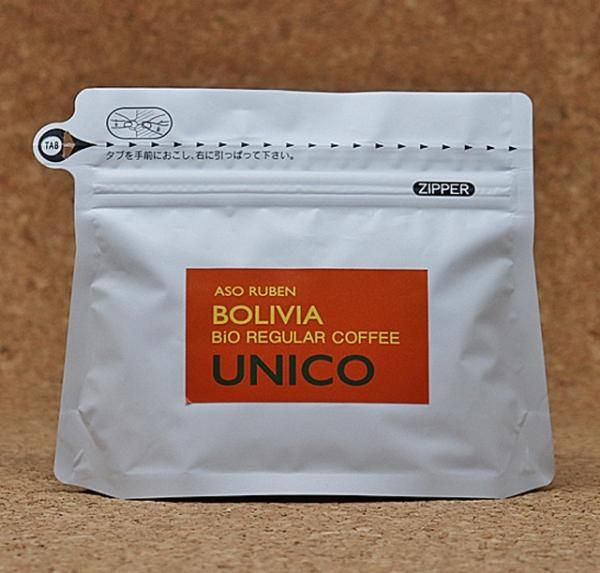 TAB
タブを手前におこし、右に引っぱって下さい。
ZIPPER
ASO RUBEN
BOLIVIA
BiO REGULAR COFFEE
UNICO